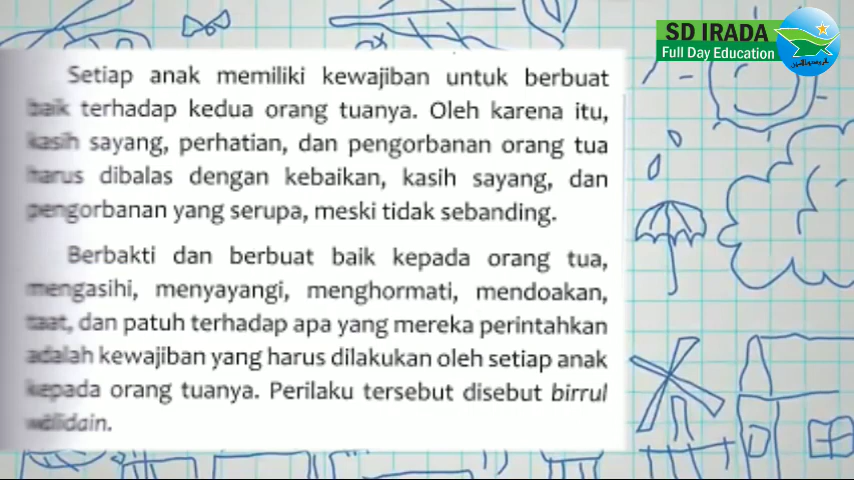 SD IRADA
Full Day Education
Setiap anak memiliki kewajiban untuk berbuat
baik terhadap kedua orang tuanya. Oleh karena itu,
kasih sayang, perhatian, dan pengorbanan orang tua
harus dibalas dengan kebaikan, kasih sayang, dan
pengorbanan yang serupa, meski tidak sebanding.
Berbakti dan berbuat baik kepada orang tua,
mengasihi, menyayangi, menghormati, mendoakan,
taat, dan patuh terhadap apa yang mereka perintahkan
adalah kewajiban yang harus dilakukan oleh setiap anak
kepada orang tuanya. Perilaku tersebut disebut birrul
walidain.